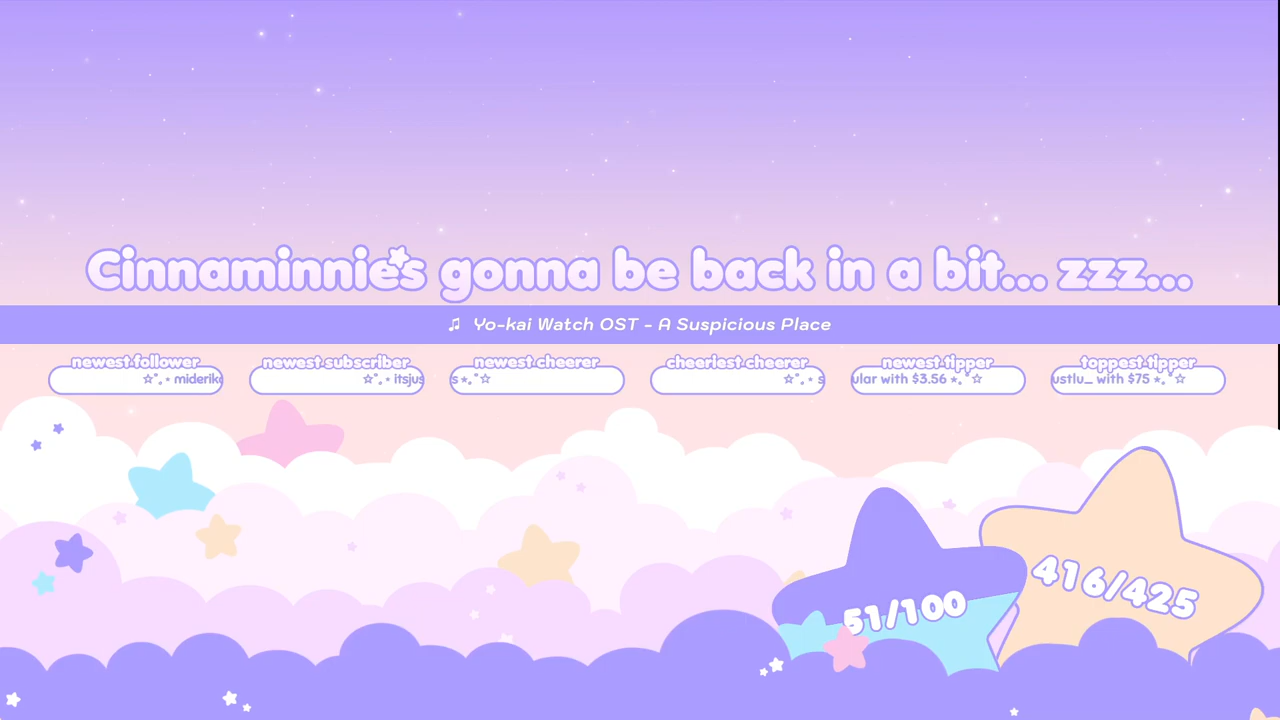 Cinnaminnie's gonna be back in a bit... zzz...
♫ Yo-kai Watch OST - A Suspicious Place
newest follower newest subscriber newest cheerer cheeriest cheerer newest tipper toppest tipper
☆ﾟ.⋆ miderik ☆ﾟ.⋆ itsjus s⋆.ﾟ☆ ☆ﾟ.⋆ s ular with $3.56 ⋆.ﾟ☆ ustlu_ with $75 ⋆.ﾟ☆
416/425
51/100